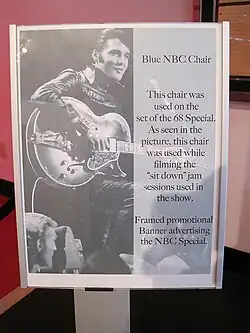 Blue NBC Chair
This chair was
used on the
set of the 68 Special.
As seen in the
picture, this chair
was used while
filming the
"sit down" jam
sessions used in
the show.
Framed promotional
Banner advertising
the NBC Special.